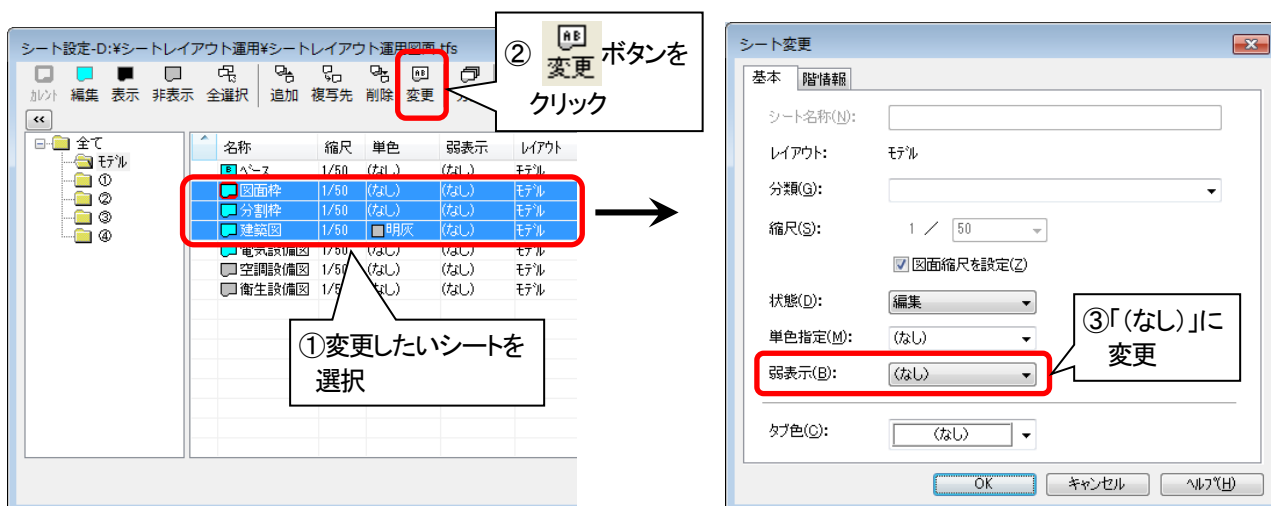 シート設定-D:¥シートレイアウト運用¥シートレイアウト運用図面.tfs
カレント 編集 表示 非表示 全選択 追加 複写先 削除 変更
<<
全て
モデル
①
②
③
④
名称 縮尺 単色 弱表示 レイアウト
ベース 1/50 (なし) (なし) モデル
図面枠 1/50 (なし) (なし) モデル
分割枠 1/50 (なし) (なし) モデル
建築図 1/50 明灰 (なし) モデル
電気設備図 1/50 (なし) (なし) モデル
空調設備図 1/50 (なし) (なし) モデル
衛生設備図 (なし) (なし) モデル
①変更したいシートを
選択
② 変更 ボタンを
クリック
シート変更
基本 階情報
シート名称(N):
レイアウト: モデル
分類(G):
縮尺(S): 1 / 50
図面縮尺を設定(Z)
状態(D): 編集
単色指定(M): (なし)
弱表示(B): (なし)
タブ色(C): (なし)
OK キャンセル ヘルプ(H)
③「(なし)」に
変更